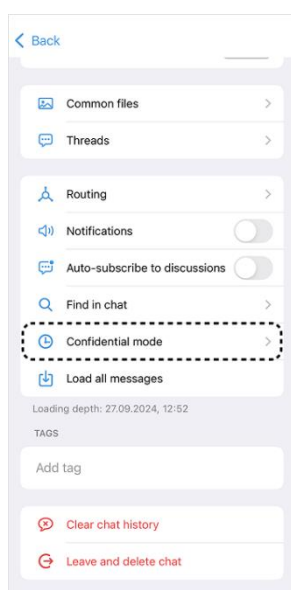 Back
Common files
Threads
Routing
Notifications
Auto-subscribe to discussions
Find in chat
Confidential mode
Load all messages
Loading depth: 27.09.2024, 12:52
TAGS
Add tag
Clear chat history
Leave and delete chat